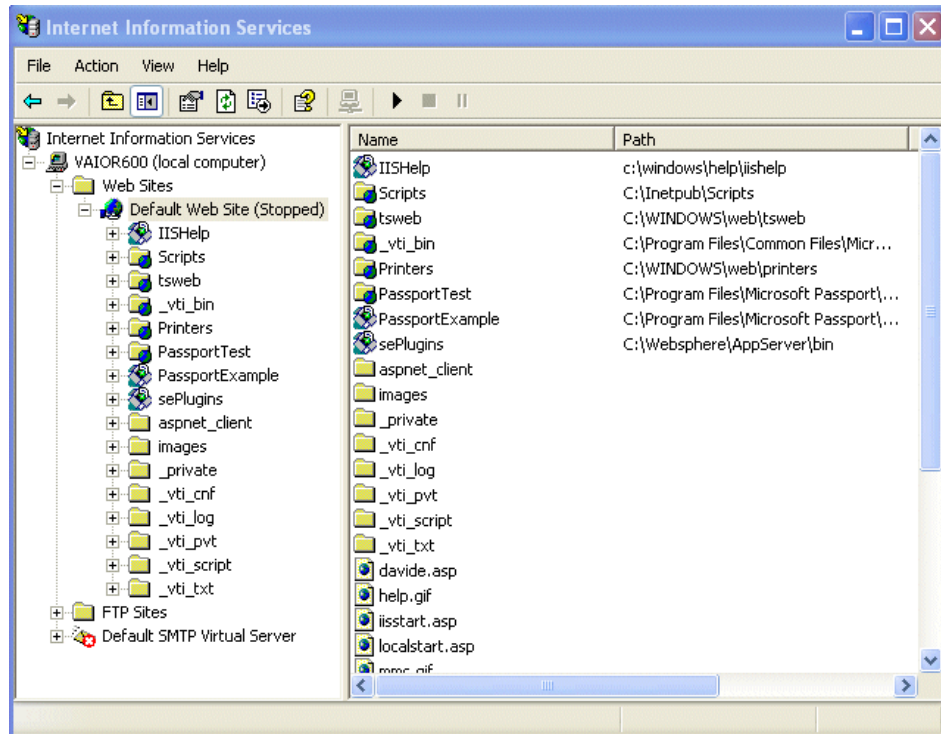 Internet Information Services
File Action View Help
Internet Information Services
VAIOR600 (local computer)
Web Sites
Default Web Site (Stopped)
IISHelp
Scripts
tsweb
_vti_bin
Printers
PassportTest
PassportExample
sePlugins
aspnet_client
images
_private
_vti_cnf
_vti_log
_vti_pvt
_vti_script
_vti_txt
FTP Sites
Default SMTP Virtual Server
Name Path
IISHelp c:\windows\help\iishelp
Scripts C:\Inetpub\Scripts
tsweb C:\WINDOWS\web\tsweb
_vti_bin C:\Program Files\Common Files\Micr...
Printers C:\WINDOWS\web\printers
PassportTest C:\Program Files\Microsoft Passport\...
PassportExample C:\Program Files\Microsoft Passport\...
sePlugins C:\Websphere\AppServer\bin
aspnet_client
images
_private
_vti_cnf
_vti_log
_vti_pvt
_vti_script
_vti_txt
davide.asp
help.gif
iisstart.asp
localstart.asp
mmc.gif